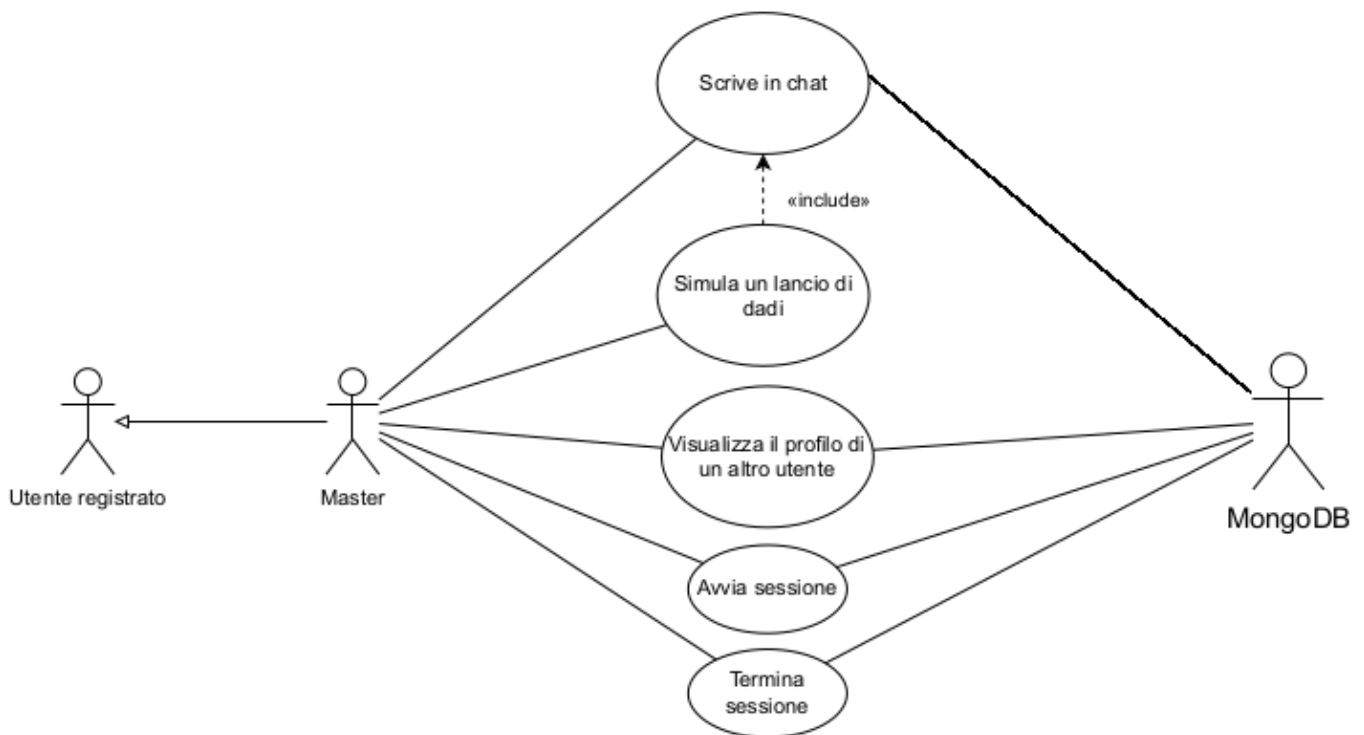 Scrive in chat
«include»
Simula un lancio di
dadi
Visualizza il profilo di
un altro utente
Utente registrato
Master
MongoDB
Avvia sessione
Termina
sessione